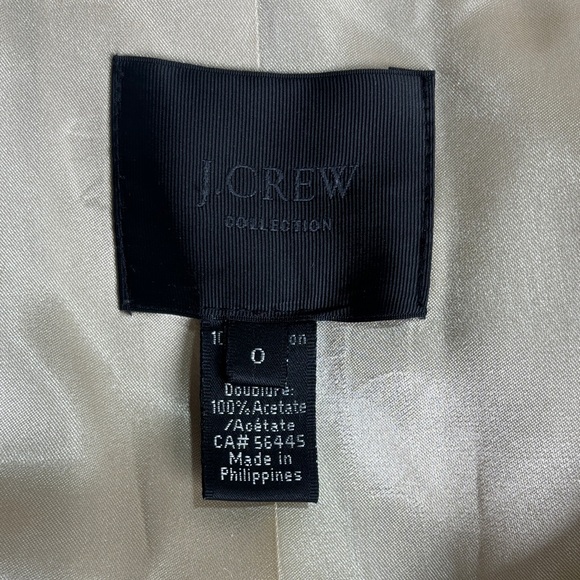 J.CREW
COLLECTION
0
Doublure:
100% Acetate
/Acétate
CA# 56445
Made in
Philippines